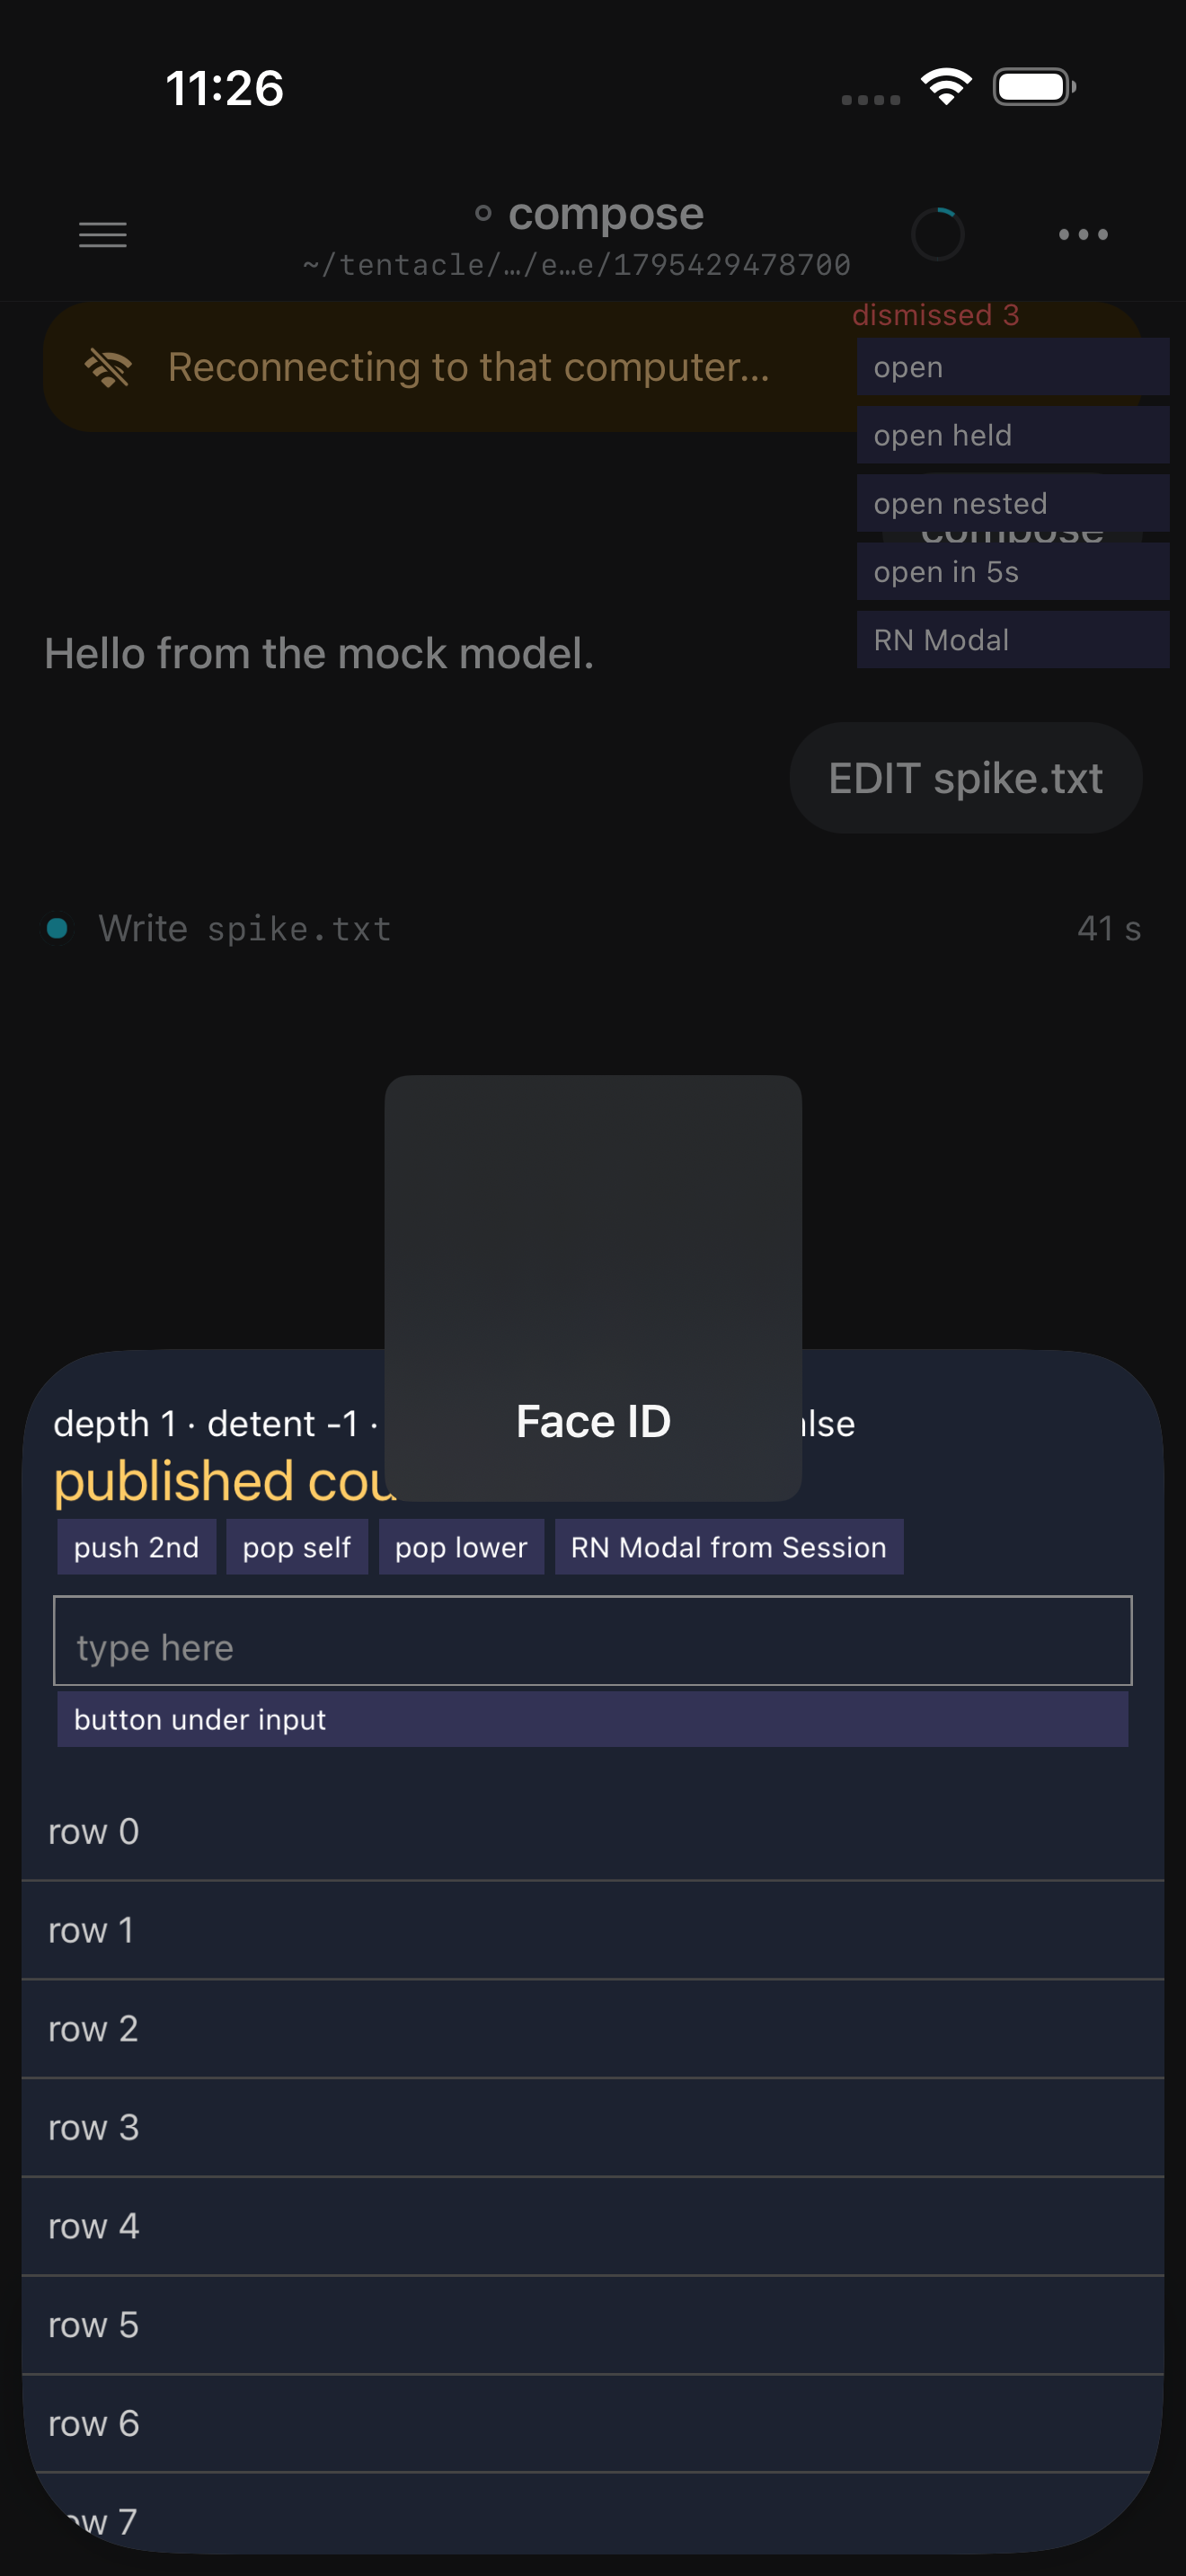 11:26
compose
~/tentacle/…/e…e/1795429478700
dismissed 3
Reconnecting to that computer…
open
open held
open nested
compose
open in 5s
RN Modal
Hello from the mock model.
EDIT spike.txt
Write spike.txt
41 s
Face ID
depth 1 · detent -1 ·
published
push 2nd
pop self
pop lower
RN Modal from Session
type here
button under input
row 0
row 1
row 2
row 3
row 4
row 5
row 6
row 7